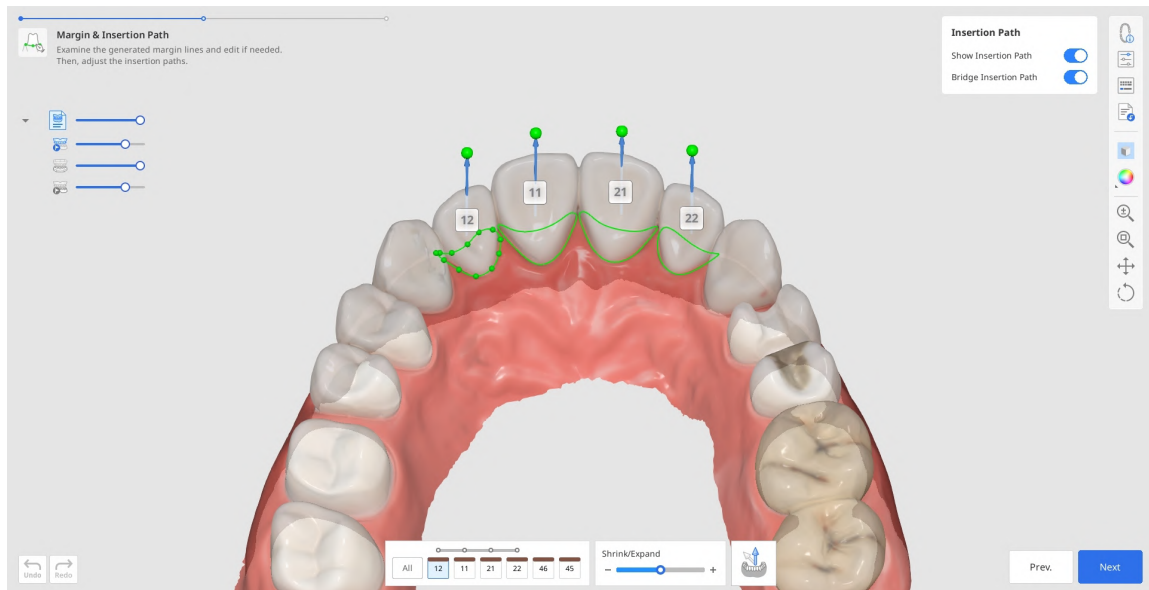 Margin & Insertion Path
Examine the generated margin lines and edit if needed.
Then, adjust the insertion paths.
Insertion Path
Show Insertion Path
Bridge Insertion Path
12
11
21
22
Undo
Redo
All
12
11
21
22
46
45
Shrink/Expand
Prev.
Next